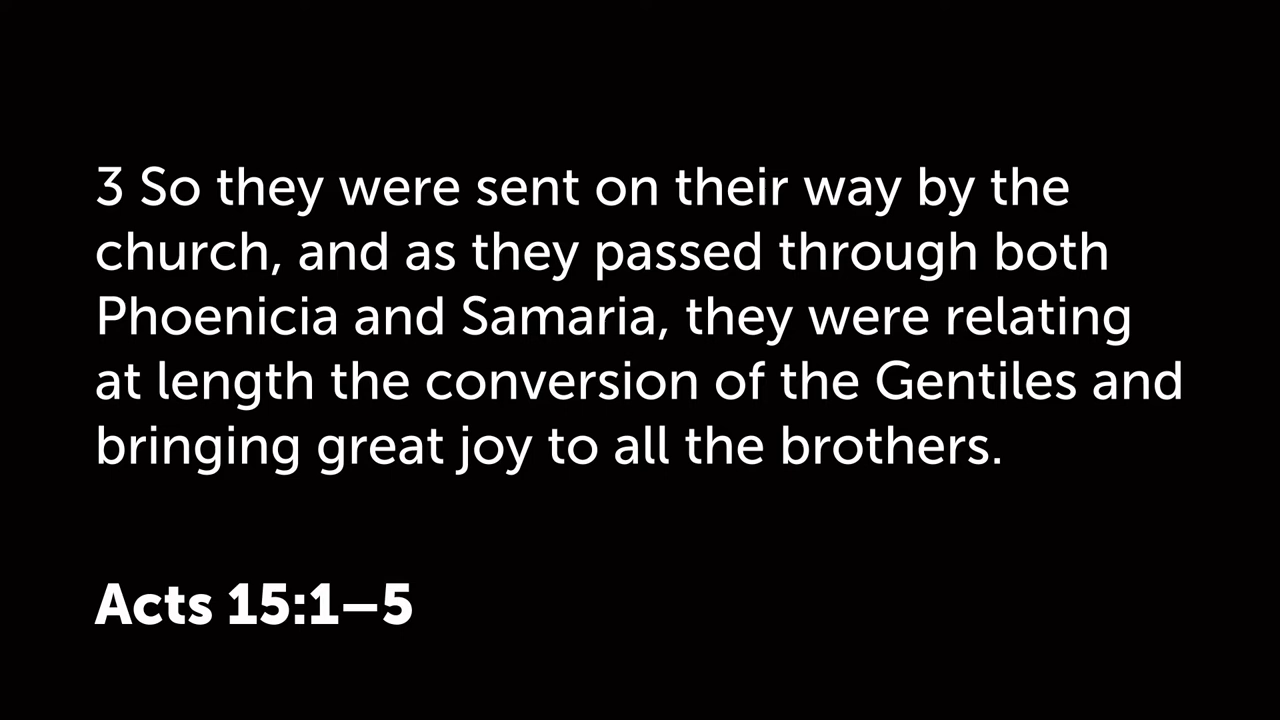 3 So they were sent on their way by the
church, and as they passed through both
Phoenicia and Samaria, they were relating
at length the conversion of the Gentiles and
bringing great joy to all the brothers.
Acts 15:1–5